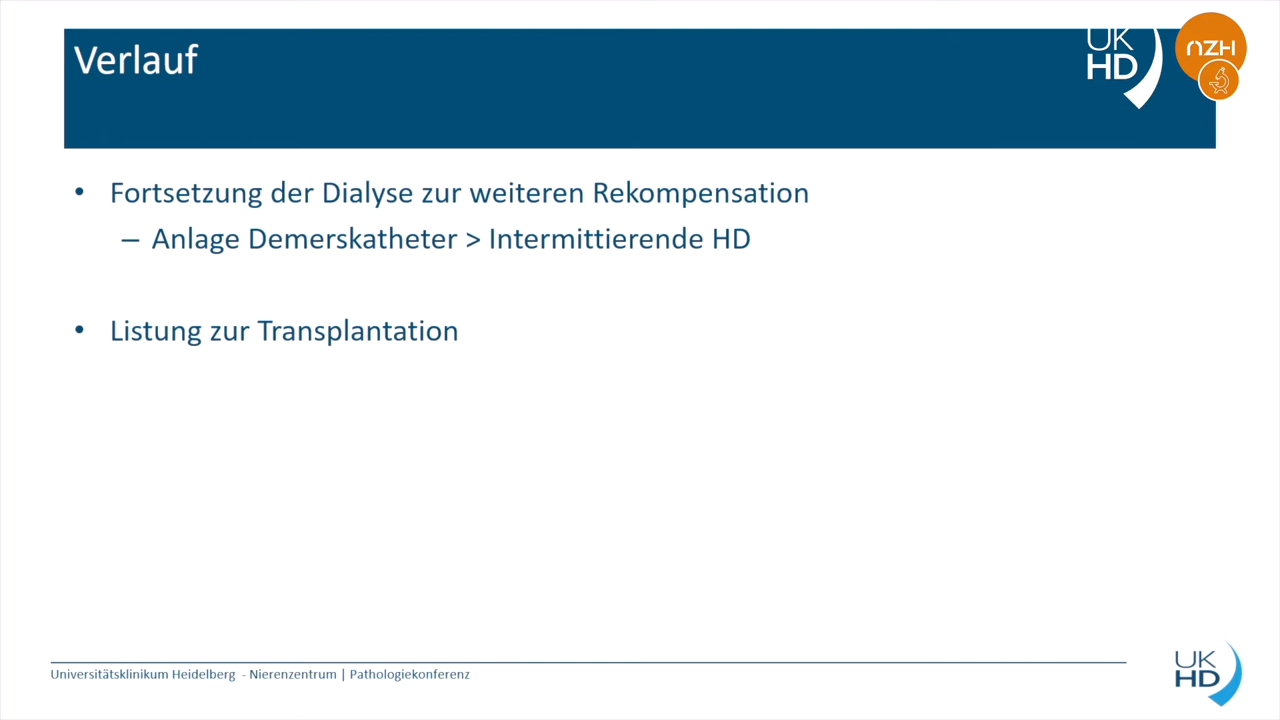 Verlauf
UK
HD
nZH
• Fortsetzung der Dialyse zur weiteren Rekompensation
– Anlage Demerskatheter > Intermittierende HD
• Listung zur Transplantation
Universitätsklinikum Heidelberg - Nierenzentrum | Pathologiekonferenz
UK
HD